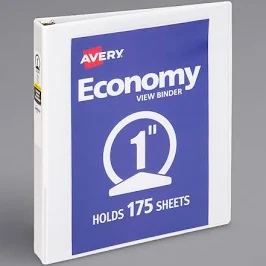 AVERY
Economy
VIEW BINDER
1"
HOLDS 175 SHEETS